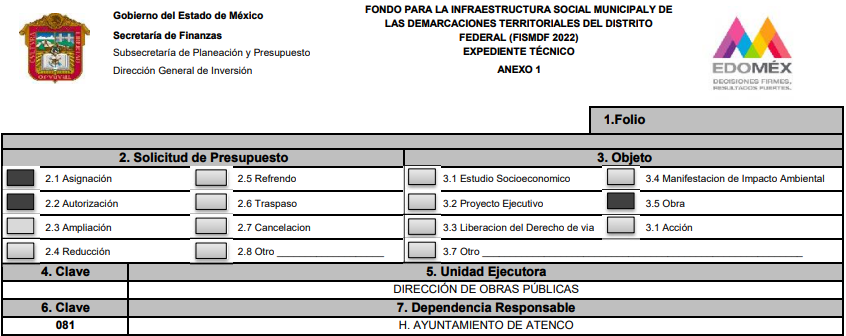 Gobierno del Estado de México
Secretaría de Finanzas
Subsecretaría de Planeación y Presupuesto
Dirección General de Inversión
FONDO PARA LA INFRAESTRUCTURA SOCIAL MUNICIPALY DE
LAS DEMARCACIONES TERRITORIALES DEL DISTRITO
FEDERAL (FISMDF 2022)
EXPEDIENTE TÉCNICO
ANEXO 1
EDOMÉX
DECISIONES FIRMES,
RESULTADOS FUERTES.
1.Folio
2. Solicitud de Presupuesto
3. Objeto
2.1 Asignación
2.5 Refrendo
3.1 Estudio Socioeconomico
3.4 Manifestacion de Impacto Ambiental
2.2 Autorización
2.6 Traspaso
3.2 Proyecto Ejecutivo
3.5 Obra
2.3 Ampliación
2.7 Cancelacion
3.3 Liberacion del Derecho de via
3.1 Acción
2.4 Reducción
2.8 Otro
3.7 Otro
4. Clave
5. Unidad Ejecutora
DIRECCIÓN DE OBRAS PÚBLICAS
6. Clave
7. Dependencia Responsable
081
H. AYUNTAMIENTO DE ATENCO